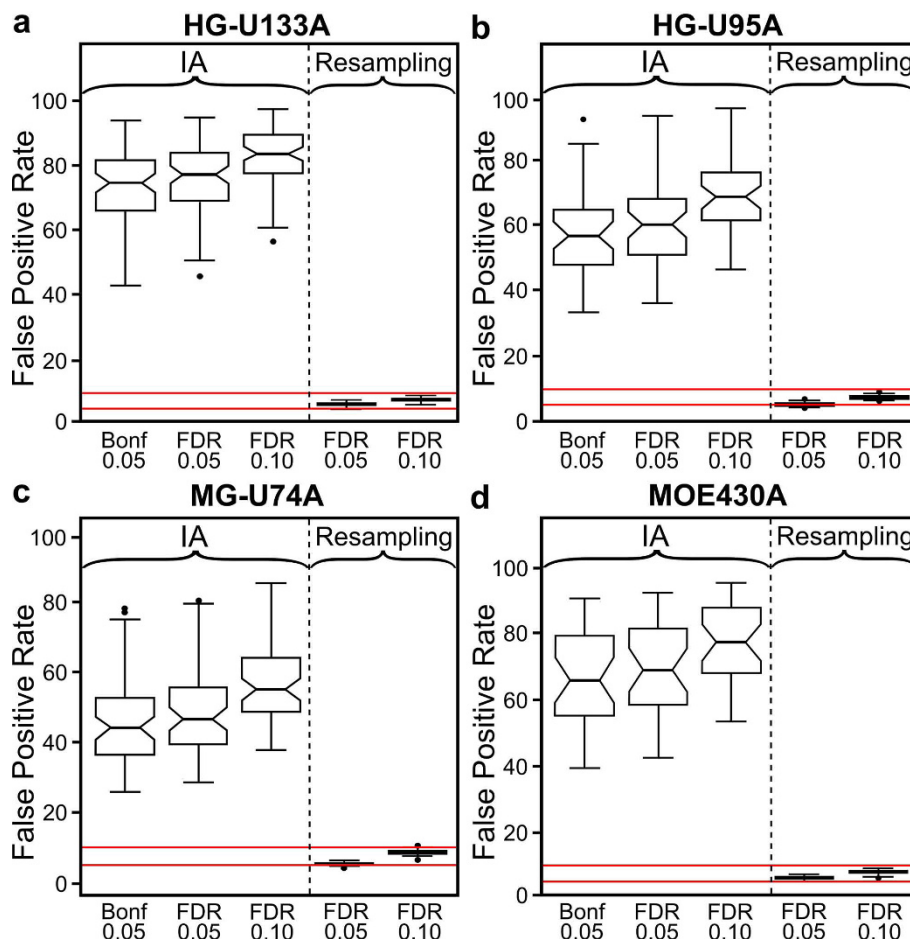 a HG-U133A
IA Resampling
False Positive Rate
100
80
60
40
20
0
Bonf FDR FDR FDR FDR
0.05 0.05 0.10 0.05 0.10
b HG-U95A
IA Resampling
False Positive Rate
100
80
60
40
20
0
Bonf FDR FDR FDR FDR
0.05 0.05 0.10 0.05 0.10
c MG-U74A
IA Resampling
False Positive Rate
100
80
60
40
20
0
Bonf FDR FDR FDR FDR
0.05 0.05 0.10 0.05 0.10
d MOE430A
IA Resampling
False Positive Rate
100
80
60
40
20
0
Bonf FDR FDR FDR FDR
0.05 0.05 0.10 0.05 0.10